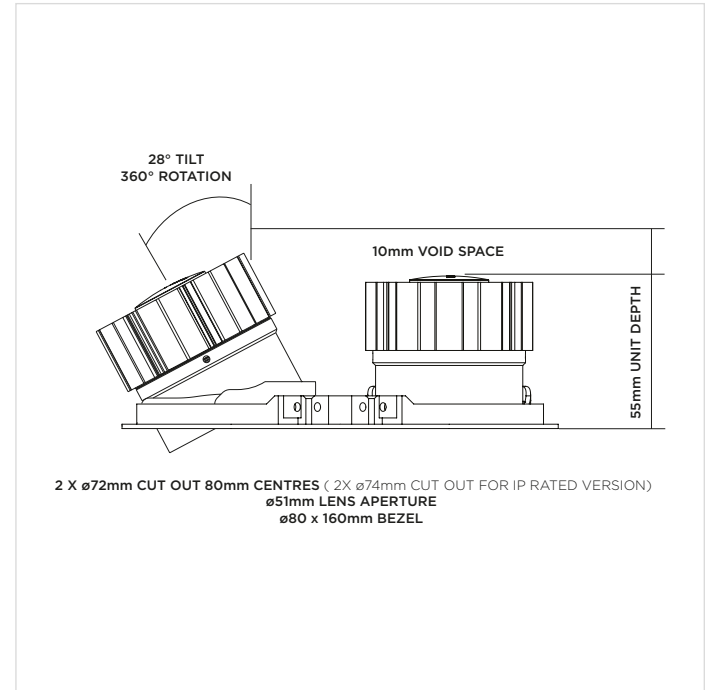 28° TILT
360° ROTATION
10mm VOID SPACE
55mm UNIT DEPTH
2 X ø72mm CUT OUT 80mm CENTRES ( 2X ø74mm CUT OUT FOR IP RATED VERSION)
ø51mm LENS APERTURE
ø80 x 160mm BEZEL